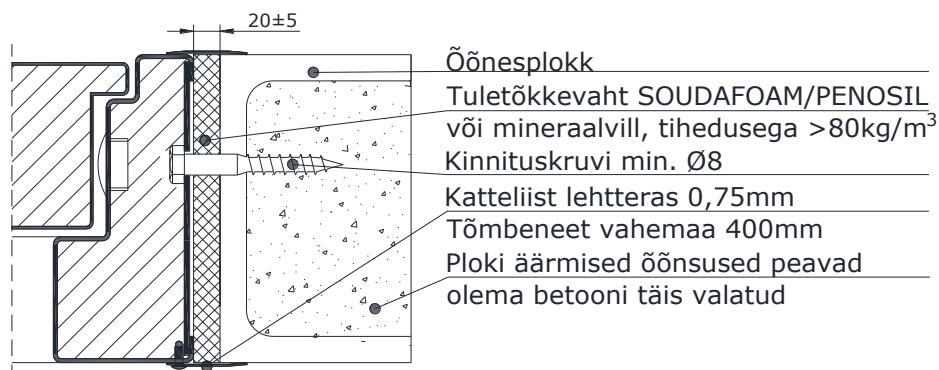 20±5
Õõnesplokk
Tuletõkkevaht SOUDAFOAM/PENOSIL
või mineraalvill, tihedusega >80kg/m³
Kinnituskruvi min. Ø8
Katteliist lehtteras 0,75mm
Tõmbeneet vahemaa 400mm
Ploki äärmised õõnsused peavad
olema betooni täis valatud